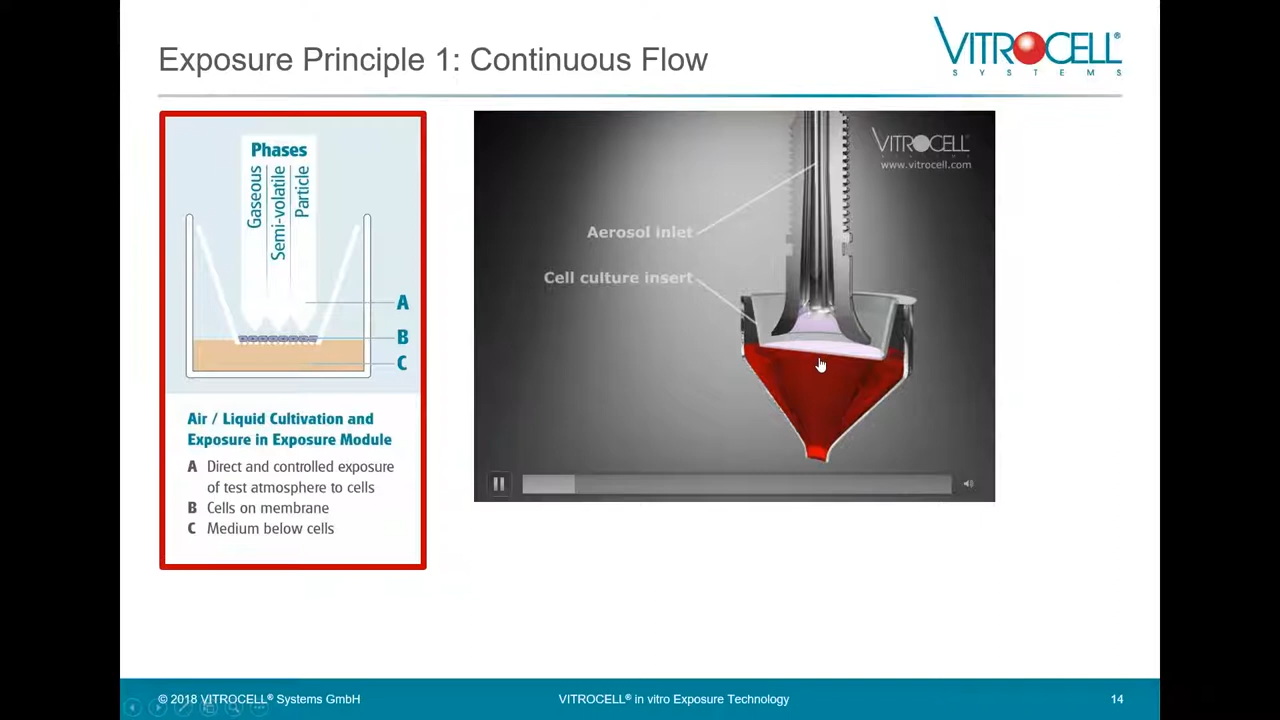 Exposure Principle 1: Continuous Flow
VITROCELL®
SYSTEMS
Phases
Gaseous
Semi-volatile
Particle
A
B
C
Air / Liquid Cultivation and
Exposure in Exposure Module
A Direct and controlled exposure
of test atmosphere to cells
B Cells on membrane
C Medium below cells
VITROCELL
www.vitrocell.com
Aerosol inlet
Cell culture insert
© 2018 VITROCELL® Systems GmbH
VITROCELL® in vitro Exposure Technology
14